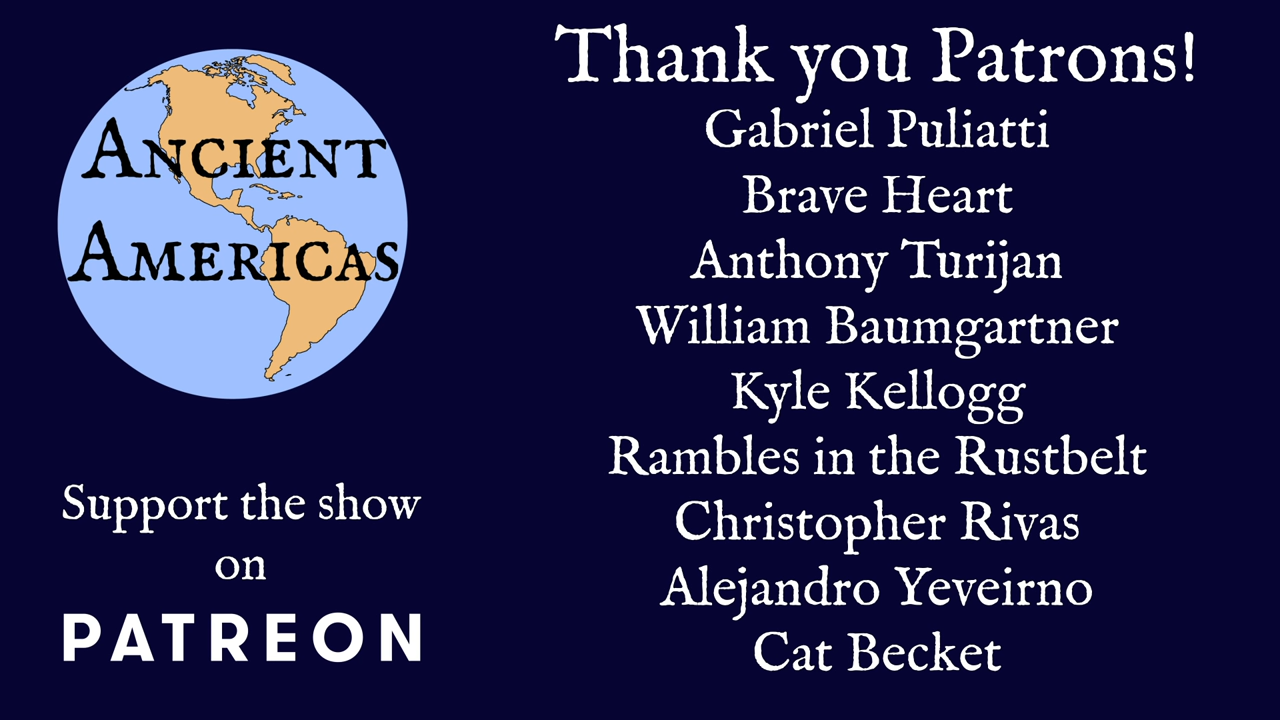 Ancient
Americas
Support the show
on
PATREON
Thank you Patrons!
Gabriel Puliatti
Brave Heart
Anthony Turijan
William Baumgartner
Kyle Kellogg
Rambles in the Rustbelt
Christopher Rivas
Alejandro Yeveirno
Cat Becket